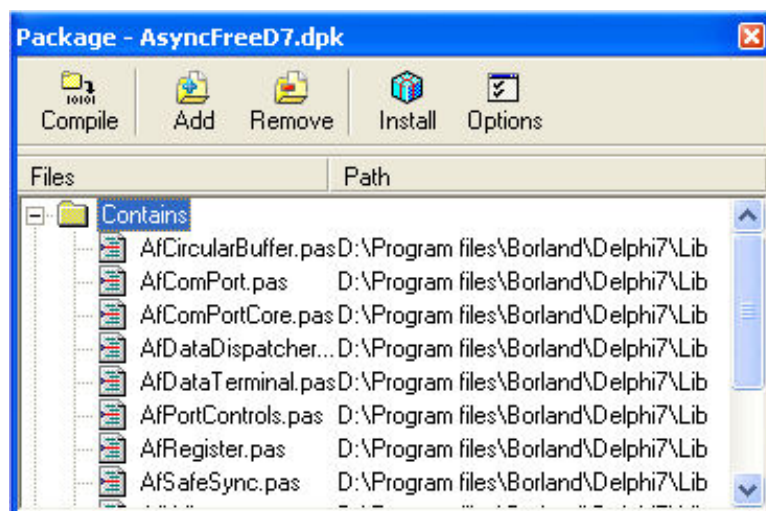 Package - AsyncFreeD7.dpk
Compile Add Remove Install Options
Files Path
Contains
AfCircularBuffer.pas D:\Program files\Borland\Delphi7\Lib
AfComPort.pas D:\Program files\Borland\Delphi7\Lib
AfComPortCore.pas D:\Program files\Borland\Delphi7\Lib
AfDataDispatcher... D:\Program files\Borland\Delphi7\Lib
AfDataTerminal.pas D:\Program files\Borland\Delphi7\Lib
AfPortControls.pas D:\Program files\Borland\Delphi7\Lib
AfRegister.pas D:\Program files\Borland\Delphi7\Lib
AfSafeSync.pas D:\Program files\Borland\Delphi7\Lib